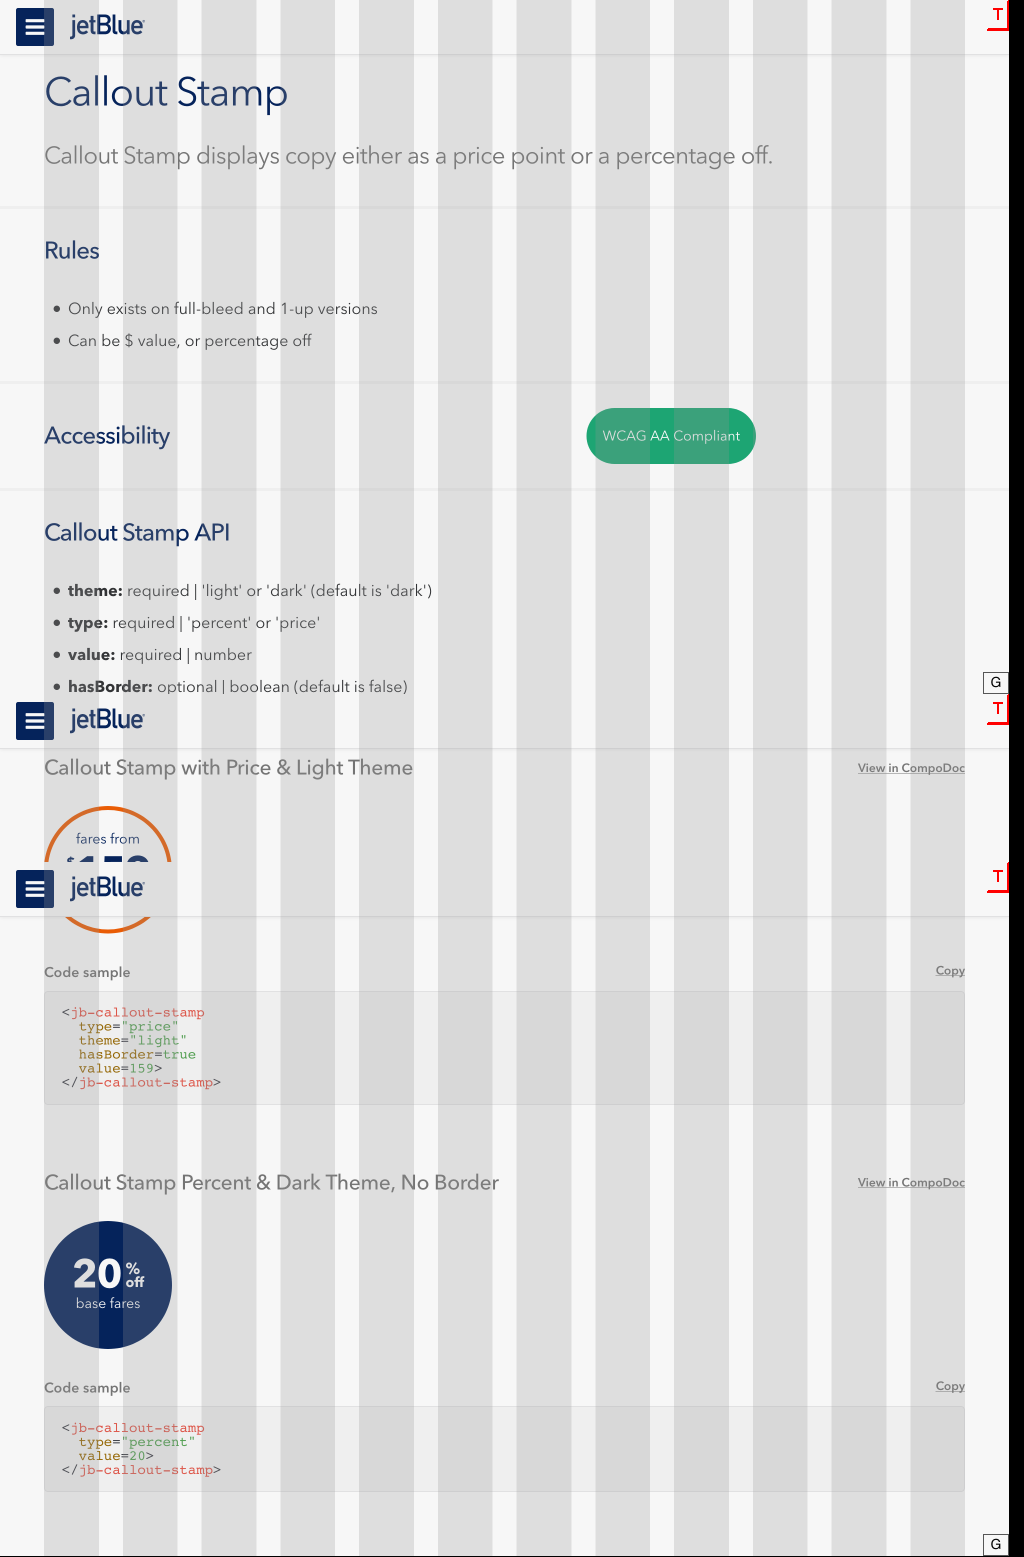 jetBlue
T
Callout Stamp
Callout Stamp displays copy either as a price point or a percentage off.
Rules
• Only exists on full-bleed and 1-up versions
• Can be $ value, or percentage off
Accessibility
WCAG AA Compliant
Callout Stamp API
• theme: required | 'light' or 'dark' (default is 'dark')
• type: required | 'percent' or 'price'
• value: required | number
• hasBorder: optional | boolean (default is false)
G
jetBlue
T
Callout Stamp with Price & Light Theme
View in CompoDoc
fares from
jetBlue
T
Code sample
Copy
<jb-callout-stamp
type="price"
theme="light"
hasBorder=true
value=159>
</jb-callout-stamp>
Callout Stamp Percent & Dark Theme, No Border
View in CompoDoc
20 %
off
base fares
Code sample
Copy
<jb-callout-stamp
type="percent"
value=20>
</jb-callout-stamp>
G